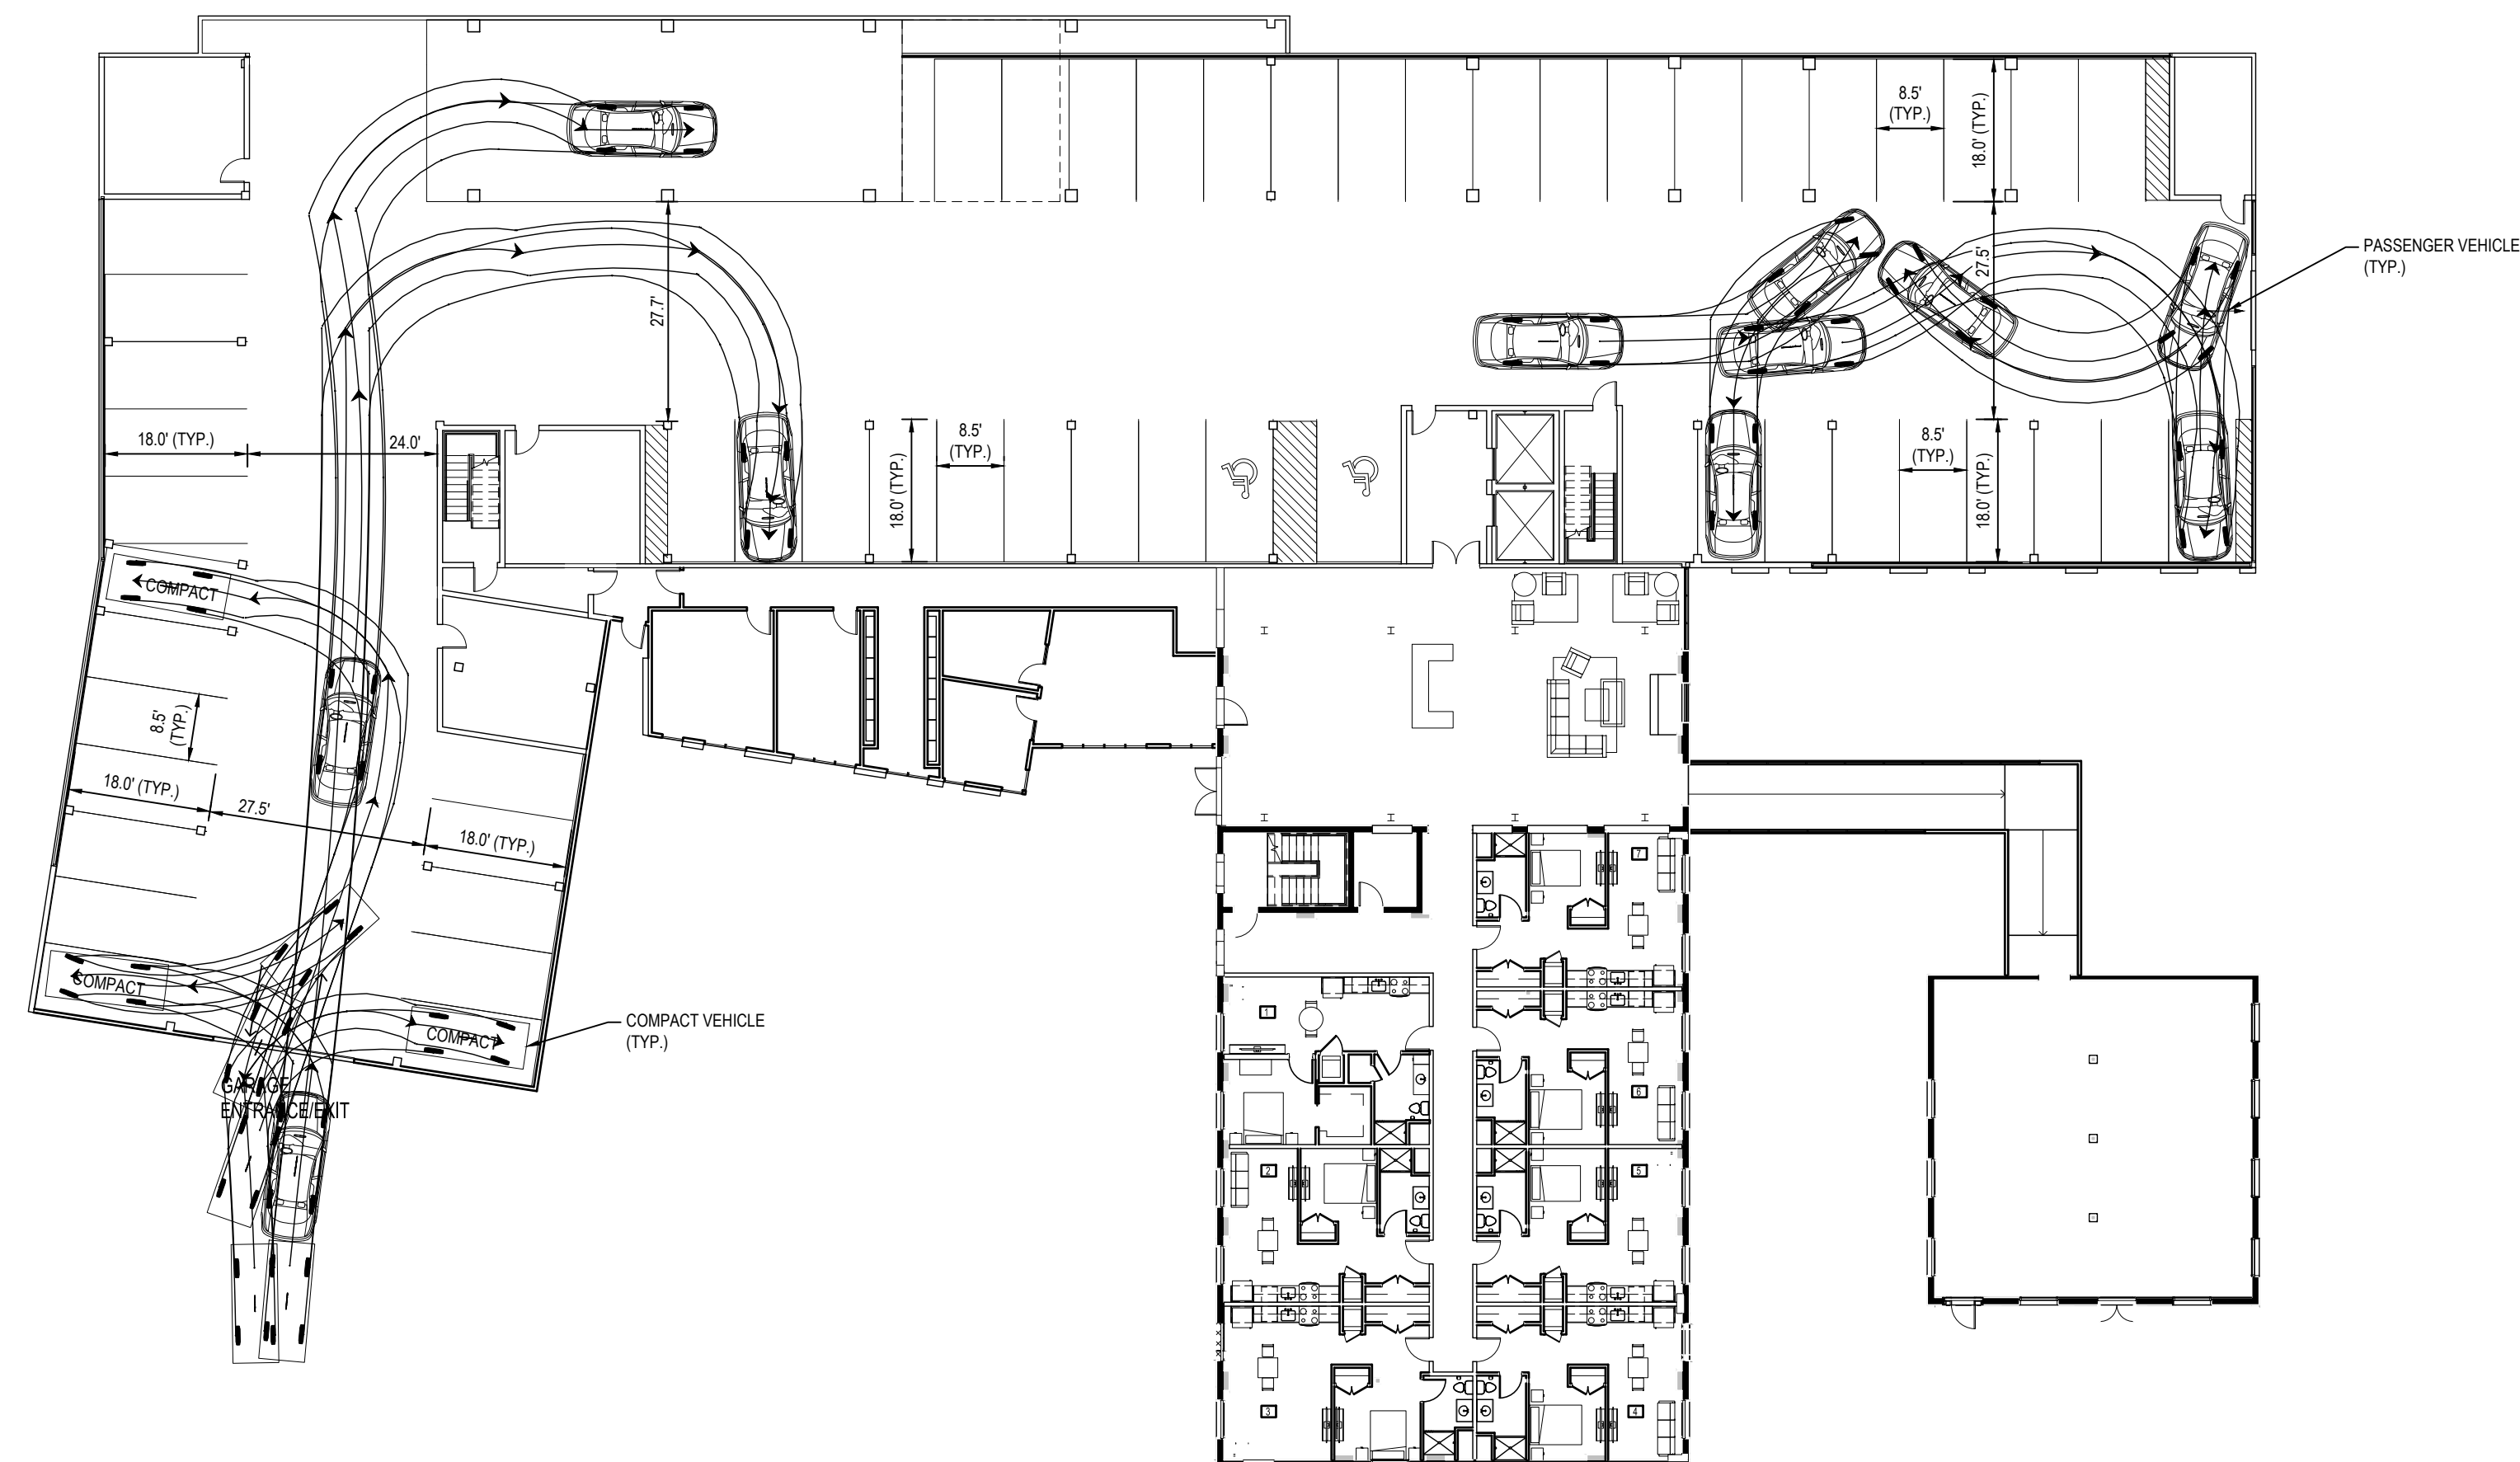 8.5'
(TYP.)
18.0' (TYP.)
27.5'
PASSENGER VEHICLE
(TYP.)
27.7'
18.0' (TYP.)
24.0'
8.5'
(TYP.)
18.0' (TYP.)
8.5'
(TYP.)
18.0' (TYP.)
COMPACT
8.5'
(TYP.)
18.0' (TYP.)
27.5'
18.0' (TYP.)
COMPACT
COMPACT
COMPACT VEHICLE
(TYP.)
GARAGE
ENTRANCE/EXIT
7
1
6
2
5
3
4